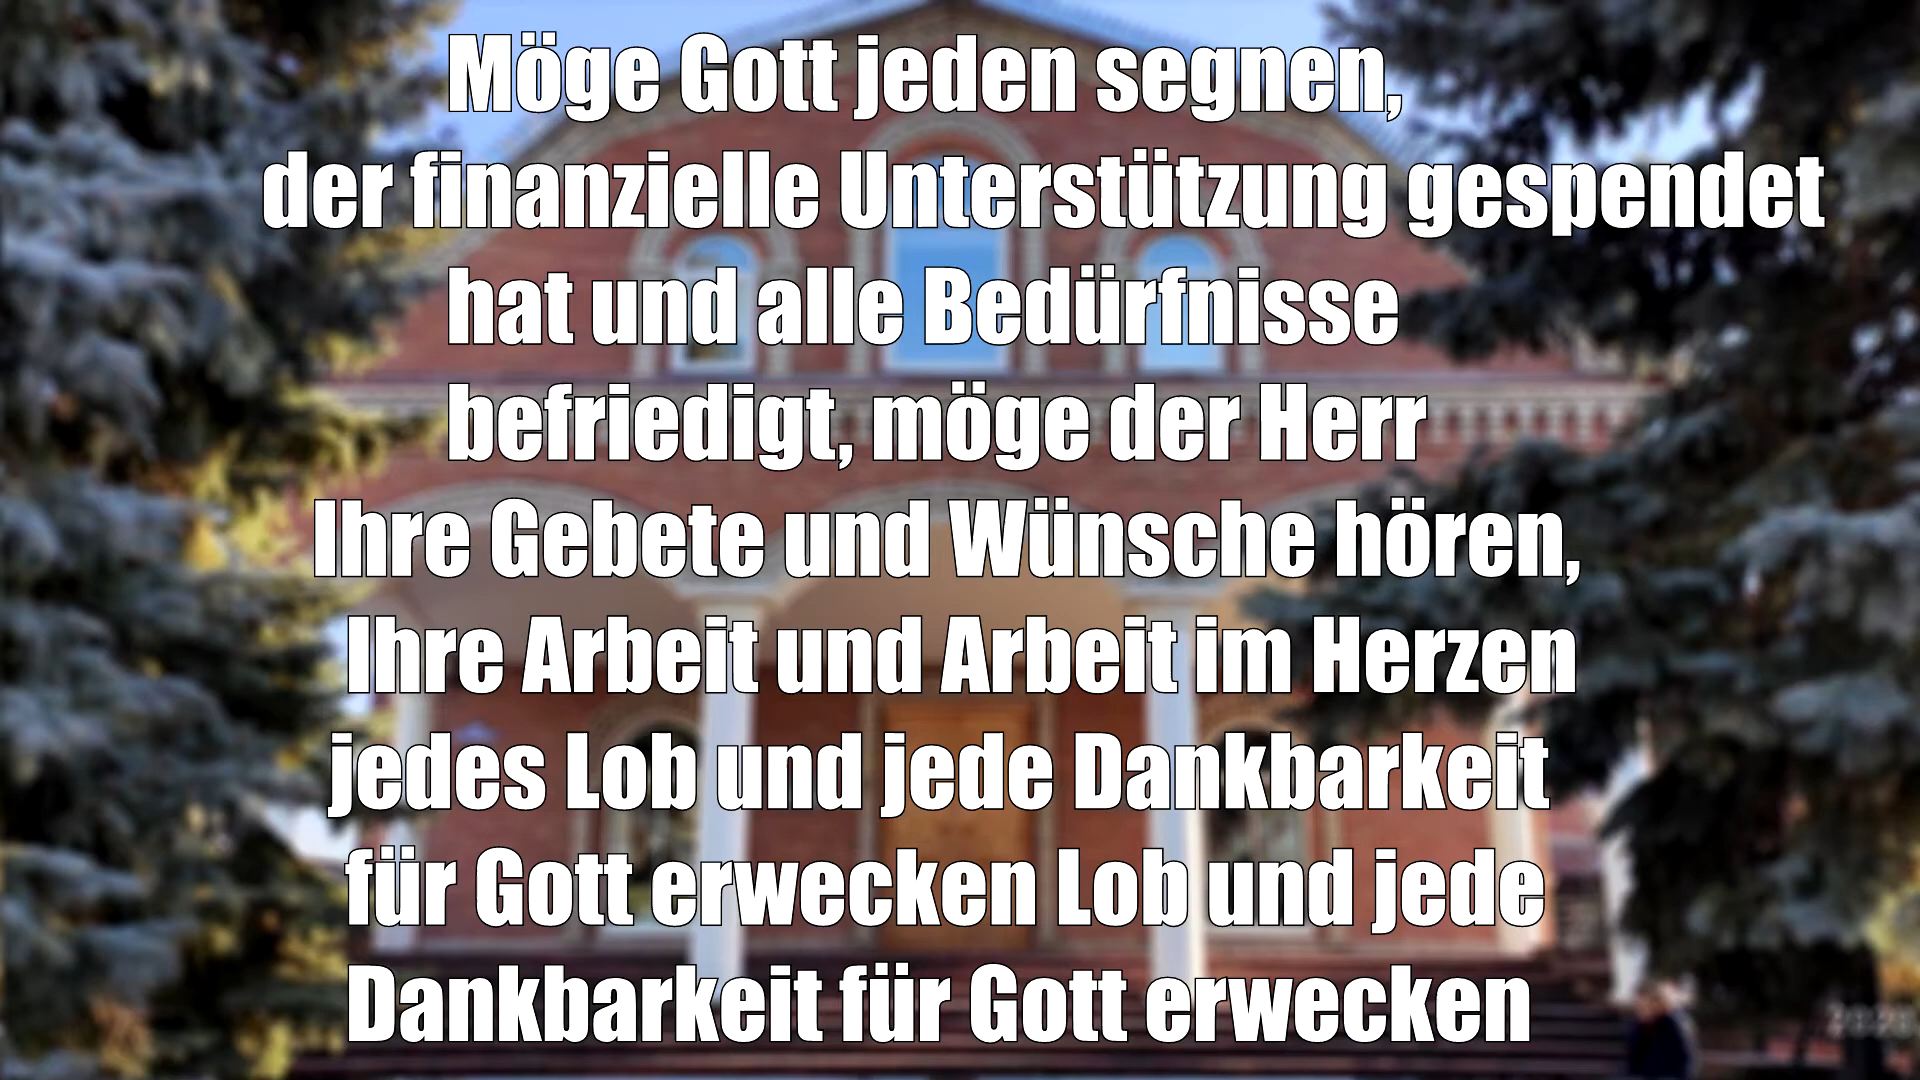 Möge Gott jeden segnen,
der finanzielle Unterstützung gespendet
hat und alle Bedürfnisse
befriedigt, möge der Herr
Ihre Gebete und Wünsche hören,
Ihre Arbeit und Arbeit im Herzen
jedes Lob und jede Dankbarkeit
für Gott erwecken Lob und jede
Dankbarkeit für Gott erwecken